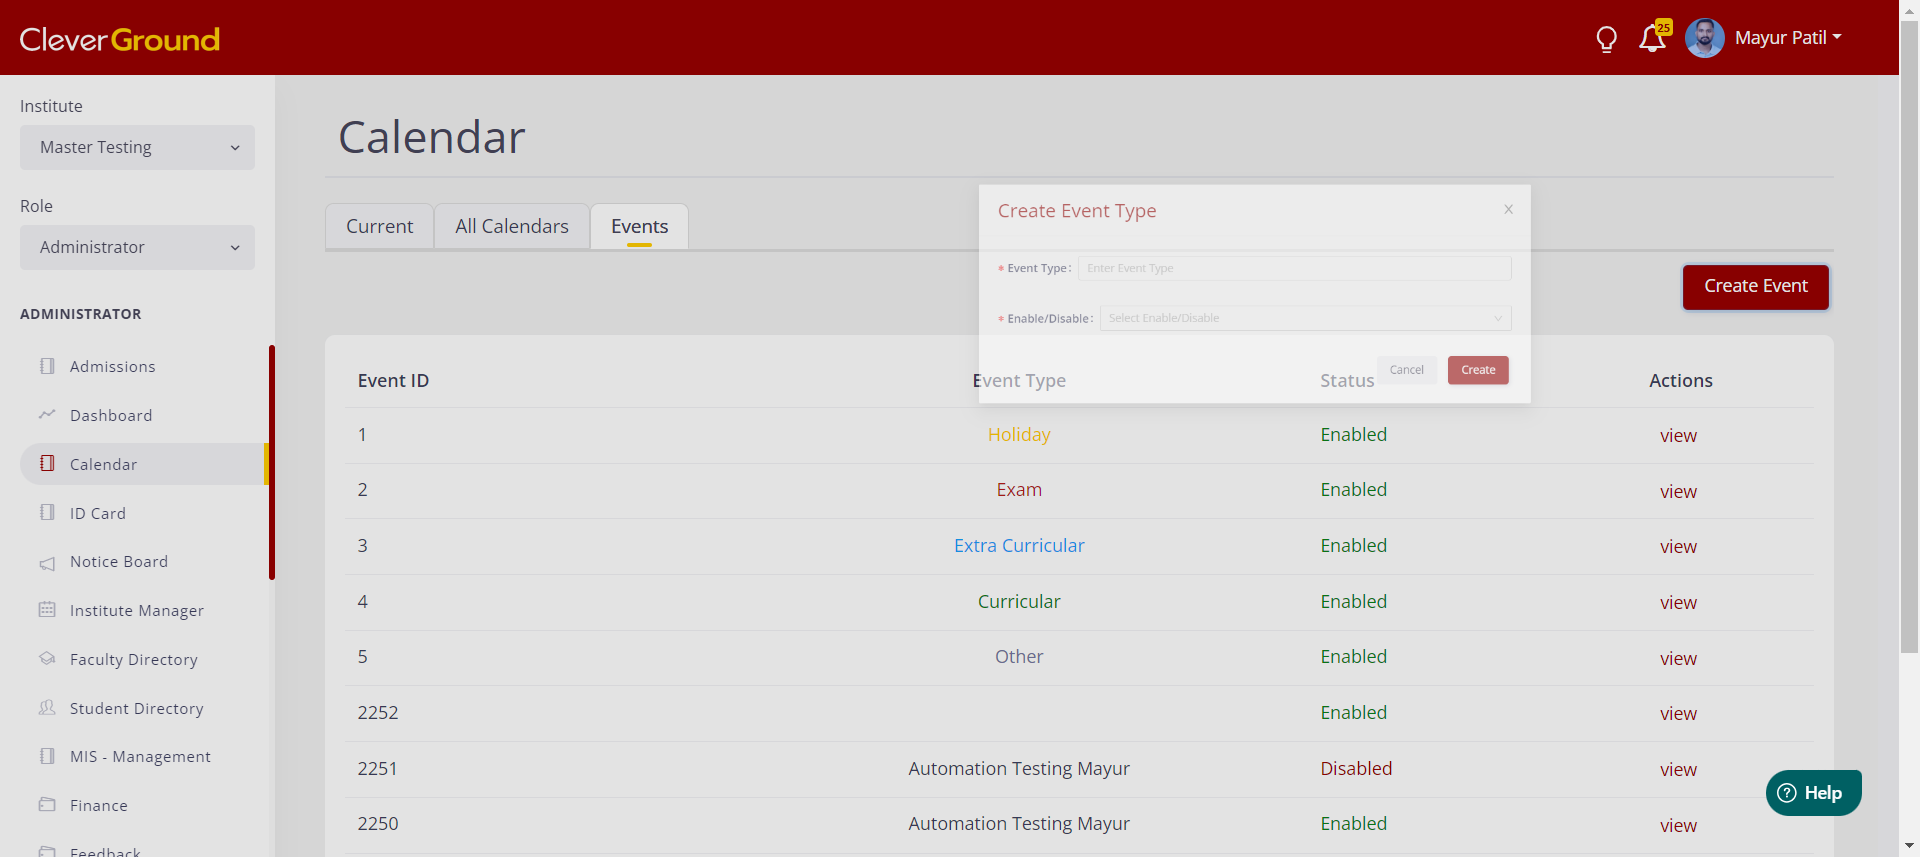 CleverGround
25
Mayur Patil
Institute
Master Testing
Role
Administrator
ADMINISTRATOR
Admissions
Dashboard
Calendar
ID Card
Notice Board
Institute Manager
Faculty Directory
Student Directory
MIS - Management
Finance
Feedback
Calendar
Current
All Calendars
Events
Create Event
Create Event Type
* Event Type:
Enter Event Type
* Enable/Disable:
Select Enable/Disable
Cancel
Create
Event ID Event Type Status Actions
1 Holiday Enabled view
2 Exam Enabled view
3 Extra Curricular Enabled view
4 Curricular Enabled view
5 Other Enabled view
2252 Enabled view
2251 Automation Testing Mayur Disabled view
2250 Automation Testing Mayur Enabled view
? Help